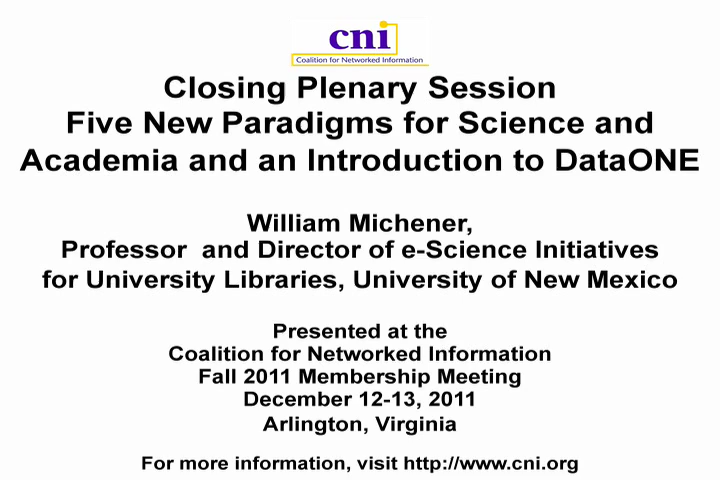 cni
Coalition for Networked Information
Closing Plenary Session
Five New Paradigms for Science and
Academia and an Introduction to DataONE
William Michener,
Professor and Director of e-Science Initiatives
for University Libraries, University of New Mexico
Presented at the
Coalition for Networked Information
Fall 2011 Membership Meeting
December 12-13, 2011
Arlington, Virginia
For more information, visit http://www.cni.org